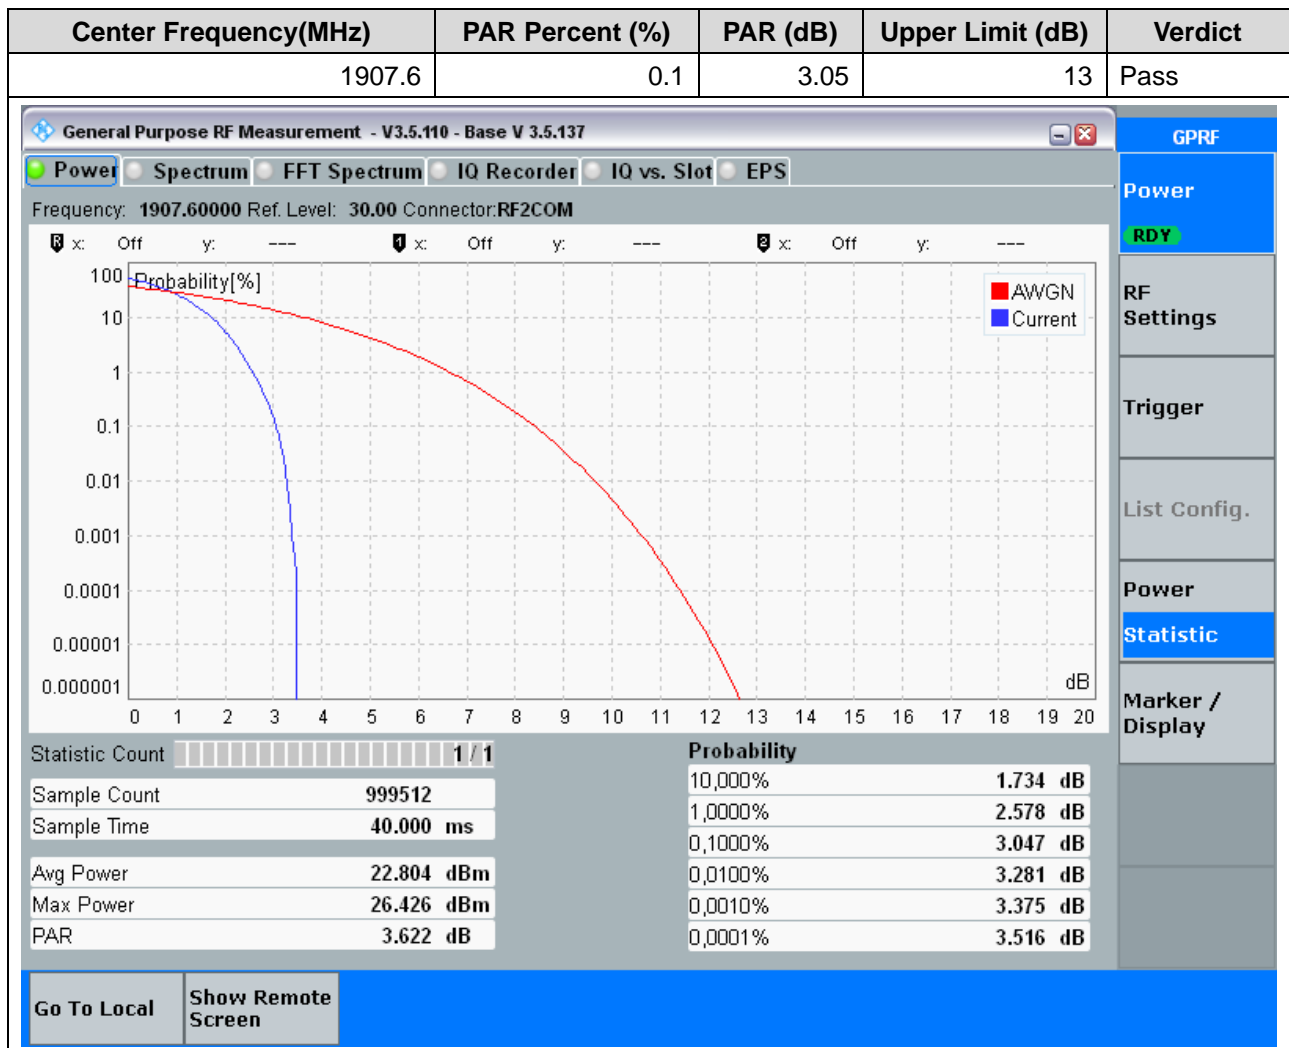 Center Frequency(MHz) PAR Percent (%) PAR (dB) Upper Limit (dB) Verdict
1907.6 0.1 3.05 13 Pass
General Purpose RF Measurement - V3.5.110 - Base V 3.5.137
GPRF
Power Spectrum FFT Spectrum IQ Recorder IQ vs. Slot EPS
Power
RDY
Frequency: 1907.60000 Ref. Level: 30.00 Connector:RF2COM
R x: Off y: --- 1 x: Off y: --- 2 x: Off y: ---
Probability[%]
AWGN
Current
100
10
1
0.1
0.01
0.001
0.0001
0.00001
0.000001
dB
0 1 2 3 4 5 6 7 8 9 10 11 12 13 14 15 16 17 18 19 20
RF
Settings
Trigger
List Config.
Power
Statistic
Marker /
Display
Statistic Count 1 / 1
Sample Count 999512
Sample Time 40.000 ms
Avg Power 22.804 dBm
Max Power 26.426 dBm
PAR 3.622 dB
Probability
10,000% 1.734 dB
1,0000% 2.578 dB
0,1000% 3.047 dB
0,0100% 3.281 dB
0,0010% 3.375 dB
0,0001% 3.516 dB
Go To Local
Show Remote
Screen